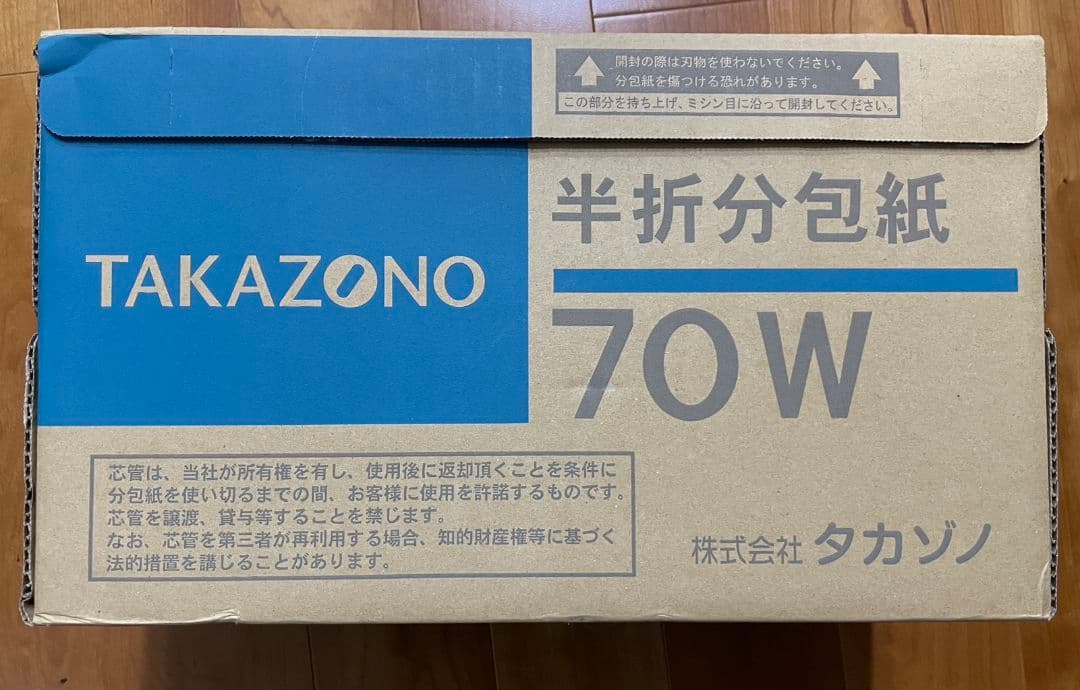 開封の際は刃物を使わないでください。
分包紙を傷つける恐れがあります。
この部分を持ち上げ、ミシン目に沿って開封してください。
TAKAZONO
半折分包紙
70W
芯管は、当社が所有権を有し、使用後に返却頂くことを条件に
分包紙を使い切るまでの間、お客様に使用を許諾するものです。
芯管を譲渡、貸与等することを禁じます。
なお、芯管を第三者が再利用する場合、知的財産権等に基づく
法的措置を講じることがあります。
株式会社 タカゾノ